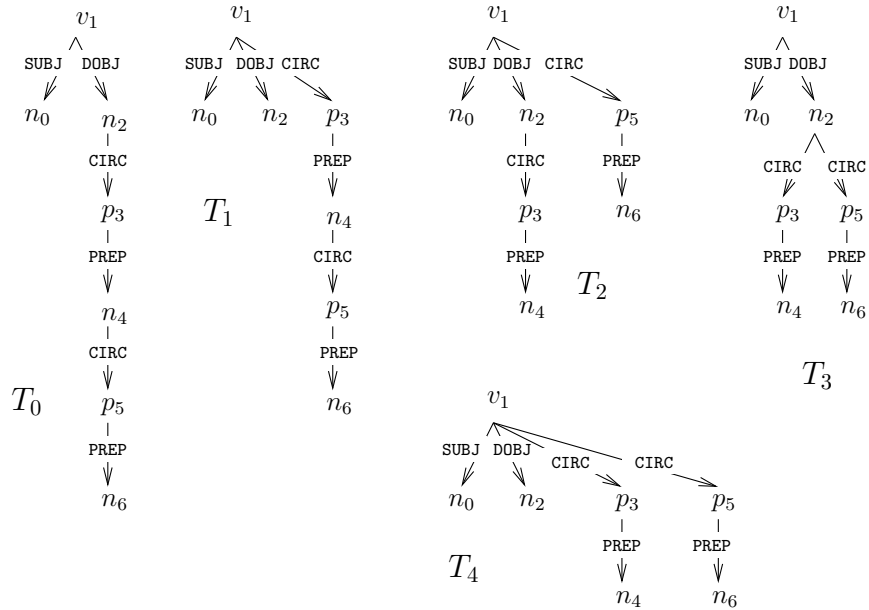 v1 v1 v1 v1
SUBJ DOBJ SUBJ DOBJ CIRC SUBJ DOBJ CIRC SUBJ DOBJ
n0 n2 n0 n2 p3 n0 n2 p5 n0 n2
CIRC PREP CIRC PREP CIRC CIRC
p3 T1 n4 p3 n6 p3 p5
PREP CIRC PREP PREP PREP
n4 p5 n4 T2 n4 n6
CIRC PREP T3
T0 p5 n6 v1
PREP SUBJ DOBJ CIRC CIRC
n6 n0 n2 p3 p5
T4 PREP PREP
n4 n6